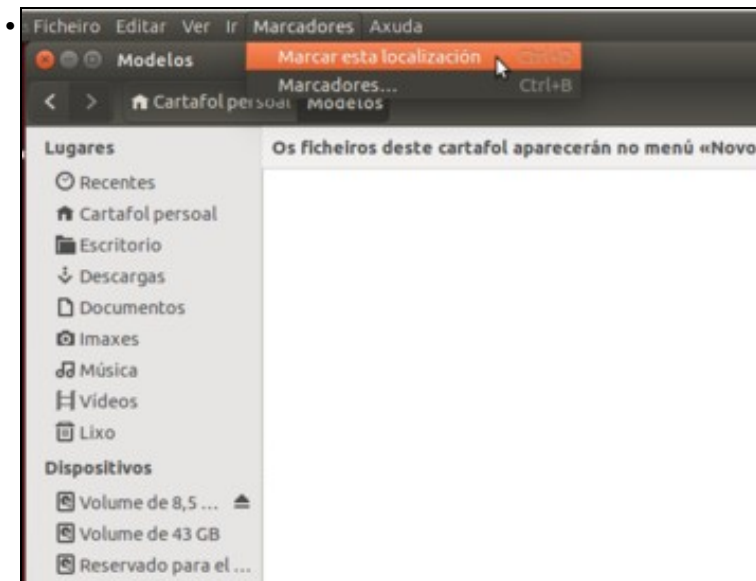 Ficheiro Editar Ver Ir Marcadores Axuda
Modelos
Marcar esta localización Ctrl+D
Marcadores... Ctrl+B
Cartafol persoal Modelos
Lugares
Os ficheiros deste cartafol aparecerán no menú «Novo
Recentes
Cartafol persoal
Escritorio
Descargas
Documentos
Imaxes
Música
Vídeos
Lixo
Dispositivos
Volume de 8,5 ...
Volume de 43 GB
Reservado para el ...